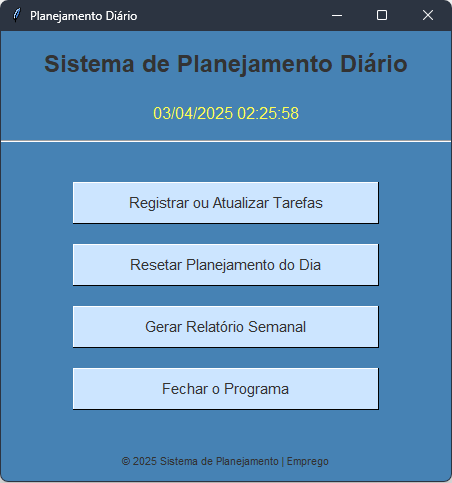 Planejamento Diário
Sistema de Planejamento Diário
03/04/2025 02:25:58
Registrar ou Atualizar Tarefas
Resetar Planejamento do Dia
Gerar Relatório Semanal
Fechar o Programa
© 2025 Sistema de Planejamento | Emprego